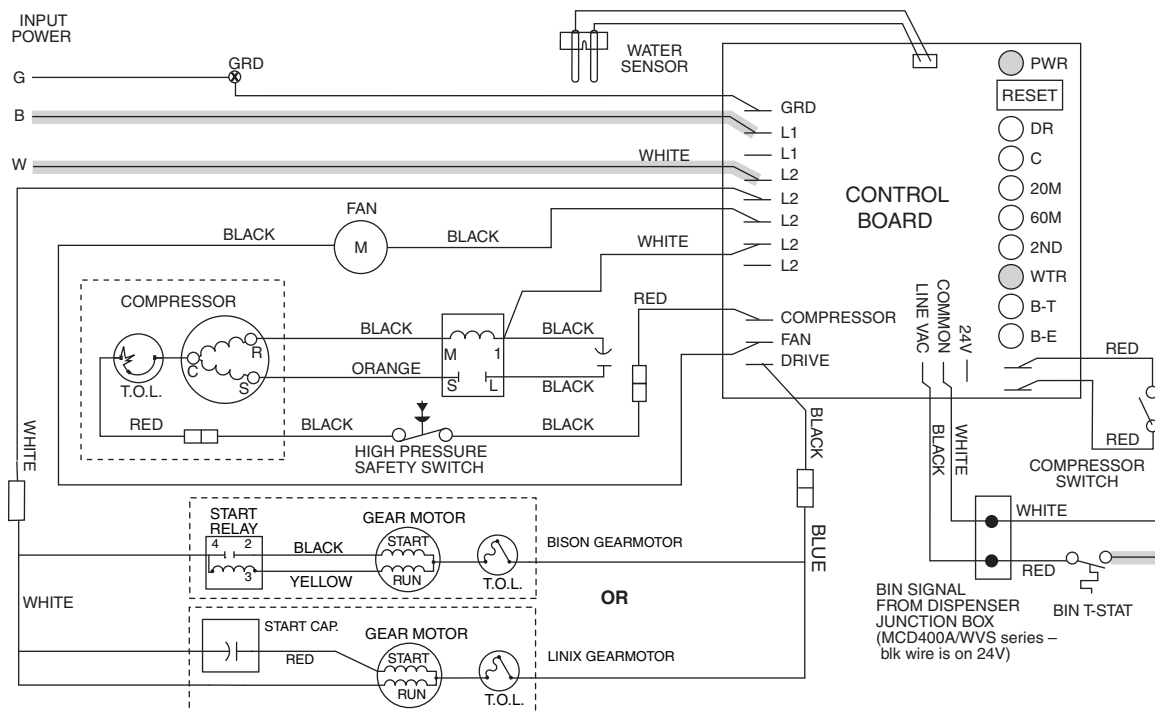 INPUT
POWER
G
GRD
B
W
WHITE
WATER
SENSOR
GRD
L1
L1
L2
L2
L2
L2
L2
CONTROL
BOARD
PWR
RESET
DR
C
20M
60M
2ND
WTR
B-T
B-E
FAN
M
BLACK
BLACK
WHITE
RED
COMPRESSOR
FAN
DRIVE
LINE VAC
COMMON
24V
COMPRESSOR
T.O.L.
C
R
S
BLACK
ORANGE
M
1
S
L
BLACK
BLACK
RED
BLACK
BLACK
HIGH PRESSURE
SAFETY SWITCH
WHITE
BLACK
BLUE
BLACK
WHITE
RED
RED
COMPRESSOR
SWITCH
WHITE
RED
BIN T-STAT
BIN SIGNAL
FROM DISPENSER
JUNCTION BOX
(MCD400A/WVS series –
blk wire is on 24V)
START
RELAY
4
2
3
BLACK
YELLOW
GEAR MOTOR
START
RUN
T.O.L.
BISON GEARMOTOR
OR
WHITE
START CAP.
RED
GEAR MOTOR
START
RUN
T.O.L.
LINIX GEARMOTOR